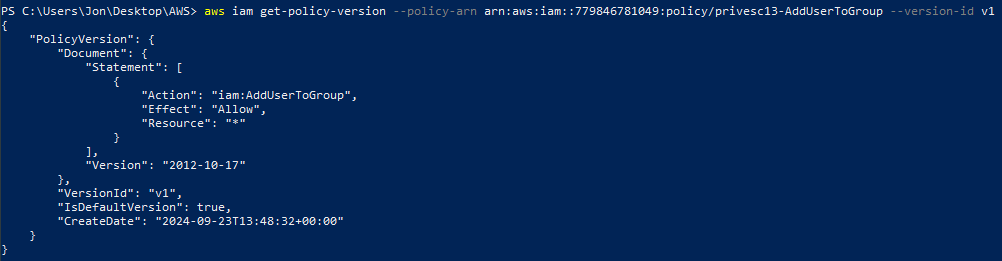 PS C:\Users\Jon\Desktop\AWS> aws iam get-policy-version --policy-arn arn:aws:iam::779846781049:policy/privesc13-AddUserToGroup --version-id v1
{
    "PolicyVersion": {
        "Document": {
            "Statement": [
                {
                    "Action": "iam:AddUserToGroup",
                    "Effect": "Allow",
                    "Resource": "*"
                }
            ],
            "Version": "2012-10-17"
        },
        "VersionId": "v1",
        "IsDefaultVersion": true,
        "CreateDate": "2024-09-23T13:48:32+00:00"
    }
}